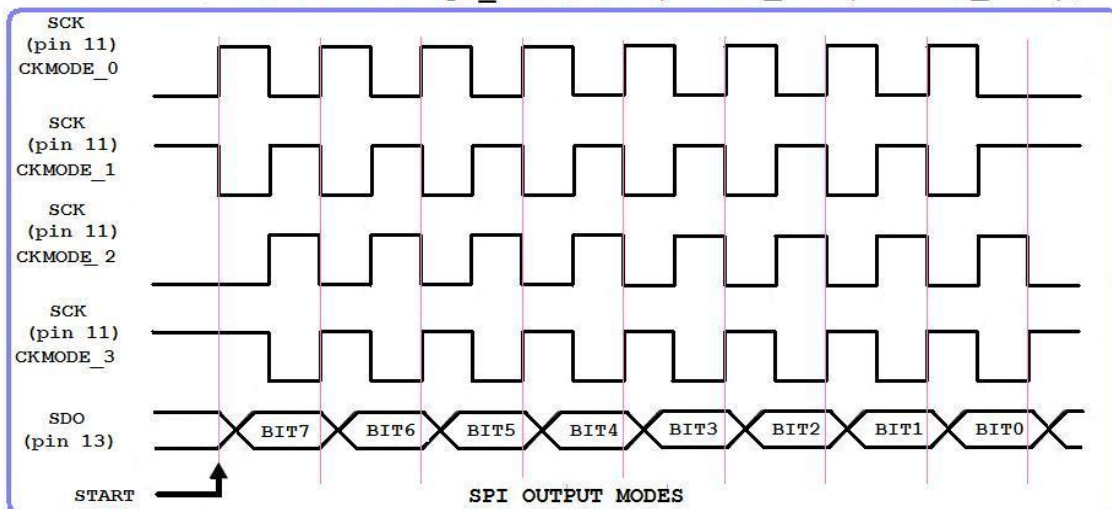 SCK
(pin 11)
CKMODE_0
SCK
(pin 11)
CKMODE_1
SCK
(pin 11)
CKMODE_2
SCK
(pin 11)
CKMODE_3
SDO
(pin 13)
BIT7 BIT6 BIT5 BIT4 BIT3 BIT2 BIT1 BIT0
START
SPI OUTPUT MODES